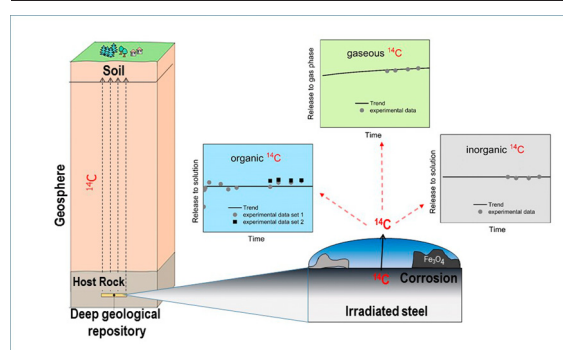 Soil
Geosphere
¹⁴C
Host Rock
Deep geological
repository
gaseous ¹⁴C
Release to gas phase
Trend
experimental data
Time
organic ¹⁴C
Release to solution
Trend
experimental data set 1
experimental data set 2
Time
inorganic ¹⁴C
Release to solution
Trend
experimental data
Time
¹⁴C
¹⁴C
Fe₃O₄
Corrosion
Irradiated steel